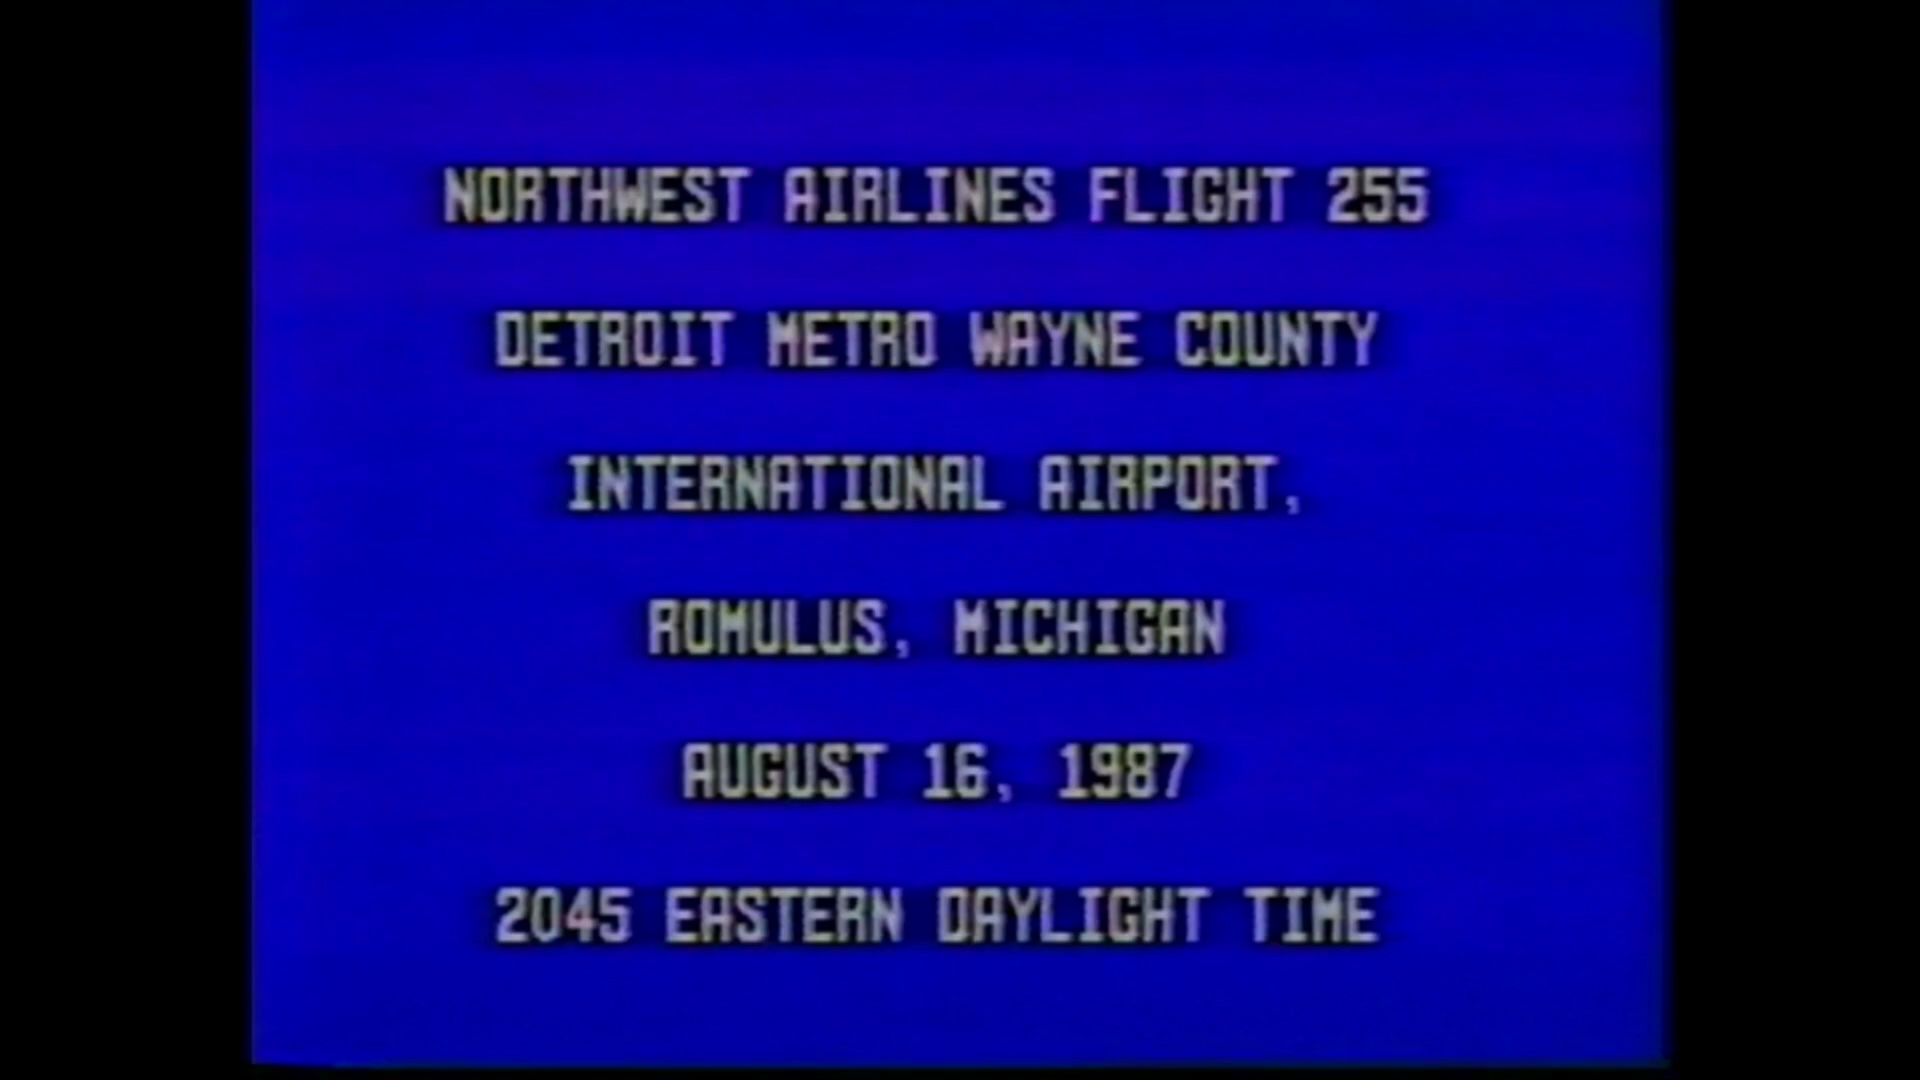 NORTHWEST AIRLINES FLIGHT 255
DETROIT METRO WAYNE COUNTY
INTERNATIONAL AIRPORT,
ROMULUS, MICHIGAN
AUGUST 16, 1987
2045 EASTERN DAYLIGHT TIME